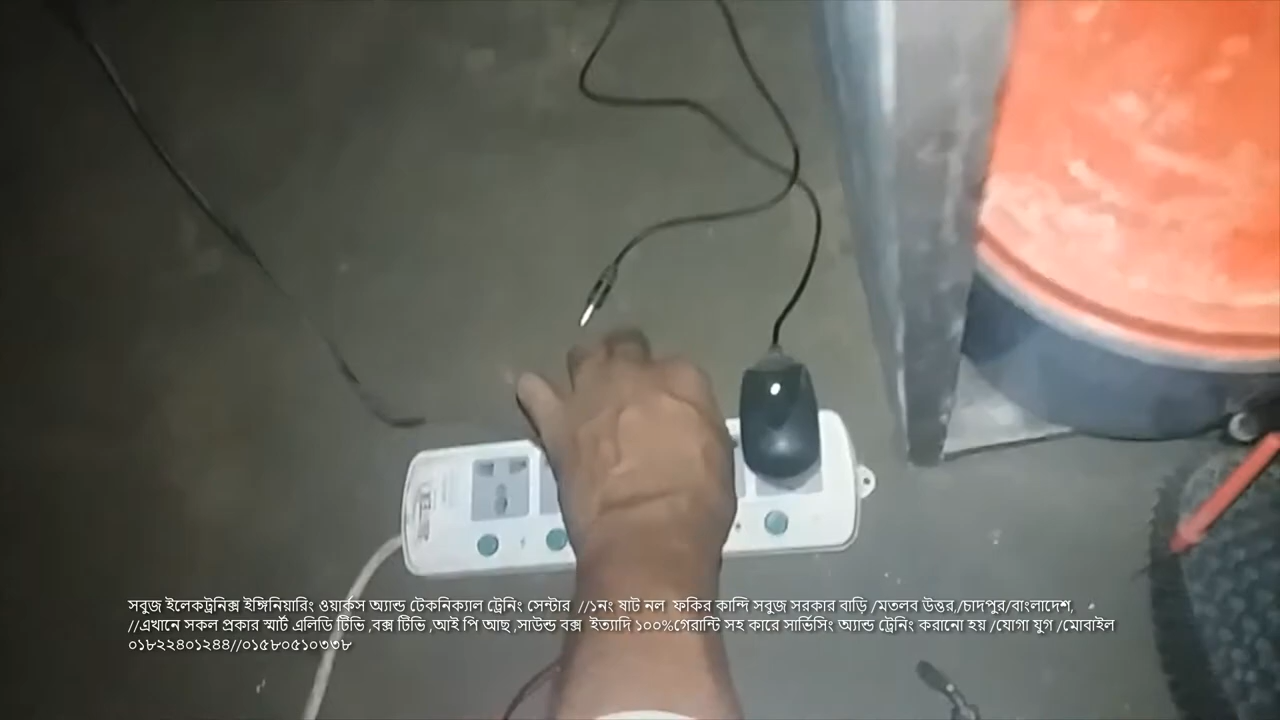 সবুজ ইলেকট্রনিক্স ইঙ্গিনিয়ারিং ওয়ার্কস অ্যান্ড টেকনিক্যাল ট্রেনিং সেন্টার //১নং ষাট নল ফকির কান্দি সবুজ সরকার বাড়ি /মতলব উত্তর,/চাদপুর/বাংলাদেশ,
//এখানে সকল প্রকার স্মার্ট এলিডি টিভি ,বক্স টিভি ,আই পি আছ ,সাউন্ড বক্স ইত্যাদি ১০০%গেরান্টি সহ কারে সার্ভিসিং অ্যান্ড ট্রেনিং করানো হয় /যোগা যুগ /মোবাইল
০১৮২২৪০১২৪৪//০১৫৮০৫১০৩৩৮